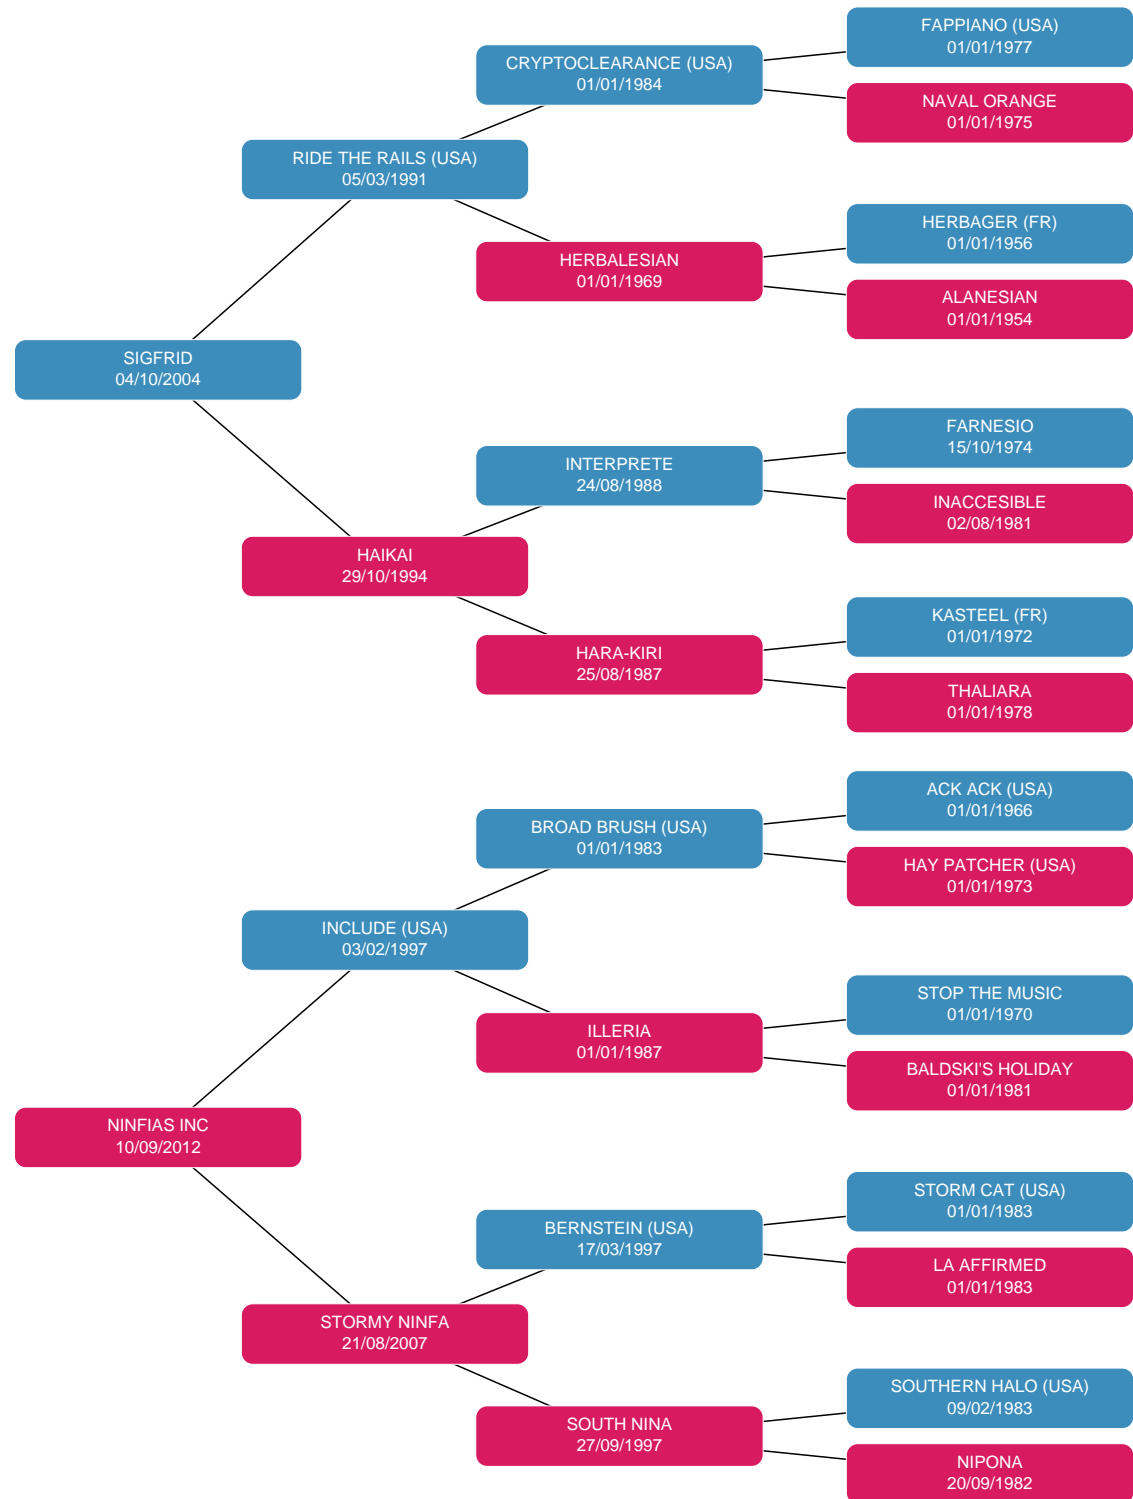 FAPPIANO (USA)
01/01/1977
CRYPTOCLEARANCE (USA)
01/01/1984
NAVAL ORANGE
01/01/1975
RIDE THE RAILS (USA)
05/03/1991
HERBAGER (FR)
01/01/1956
HERBALESIAN
01/01/1969
ALANESIAN
01/01/1954
SIGFRID
04/10/2004
FARNESIO
15/10/1974
INTERPRETE
24/08/1988
INACCESIBLE
02/08/1981
HAIKAI
29/10/1994
KASTEEL (FR)
01/01/1972
HARA-KIRI
25/08/1987
THALIARA
01/01/1978
ACK ACK (USA)
01/01/1966
BROAD BRUSH (USA)
01/01/1983
HAY PATCHER (USA)
01/01/1973
INCLUDE (USA)
03/02/1997
STOP THE MUSIC
01/01/1970
ILLERIA
01/01/1987
BALDSKI'S HOLIDAY
01/01/1981
NINFIAS INC
10/09/2012
STORM CAT (USA)
01/01/1983
BERNSTEIN (USA)
17/03/1997
LA AFFIRMED
01/01/1983
STORMY NINFA
21/08/2007
SOUTHERN HALO (USA)
09/02/1983
SOUTH NINA
27/09/1997
NIPONA
20/09/1982